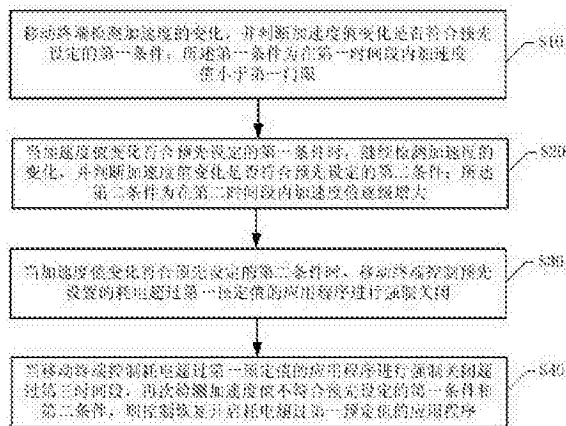 移动终端检测加速度的变化，并判断加速度值变化是否符合预先
设定的第一条件；所述第一条件为在第一时间段内加速度
值小于第一门限
S10
当加速度值变化符合预先设定的第一条件时，继续检测加速度的
变化，并判断加速度值变化是否符合预先设定的第二条件；所述
第二条件为在第二时间段内加速度值逐级增大
S20
当加速度值变化符合预先设定的第二条件时，移动终端控制预先
设置的耗电超过第一预定值的应用程序进行强制关闭
S30
当移动终端控制耗电超过第一预定值的应用程序进行强制关闭超
过第三时间段，再次检测加速度值不符合预先设定的第一条件和
第二条件，则控制恢复开启耗电超过第一预定值的应用程序
S40